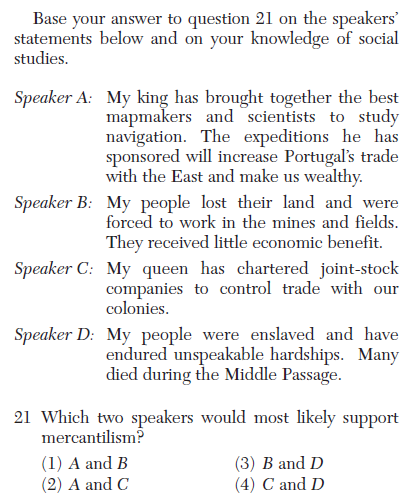 Base your answer to question 21 on the speakers'
statements below and on your knowledge of social
studies.
Speaker A: My king has brought together the best
mapmakers and scientists to study
navigation. The expeditions he has
sponsored will increase Portugal's trade
with the East and make us wealthy.
Speaker B: My people lost their land and were
forced to work in the mines and fields.
They received little economic benefit.
Speaker C: My queen has chartered joint-stock
companies to control trade with our
colonies.
Speaker D: My people were enslaved and have
endured unspeakable hardships. Many
died during the Middle Passage.
21 Which two speakers would most likely support
mercantilism?
(1) A and B (3) B and D
(2) A and C (4) C and D